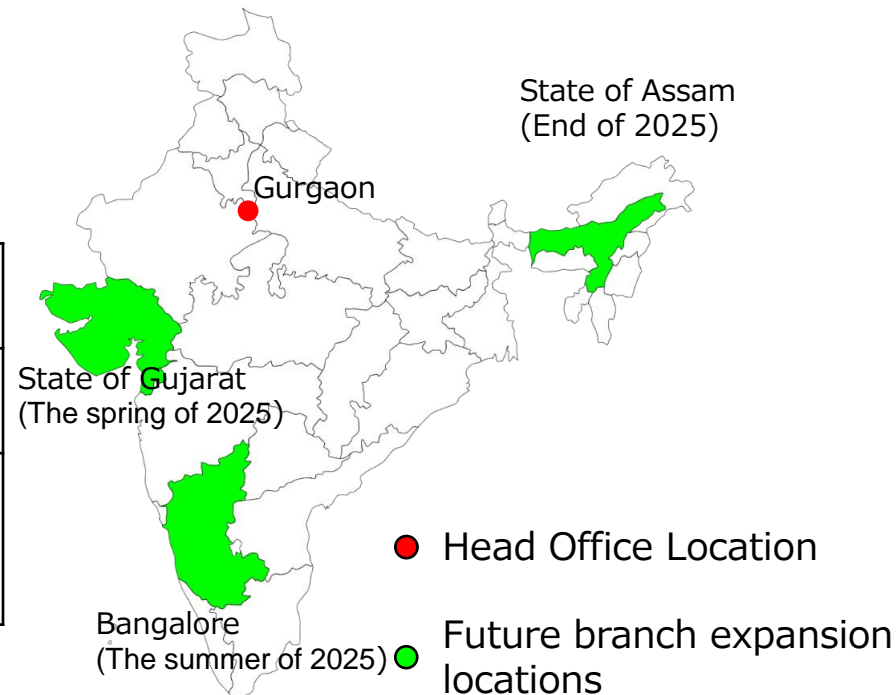 State of Assam
(End of 2025)
Gurgaon
State of Gujarat
(The spring of 2025)
Head Office Location
Bangalore
(The summer of 2025)
Future branch expansion
locations